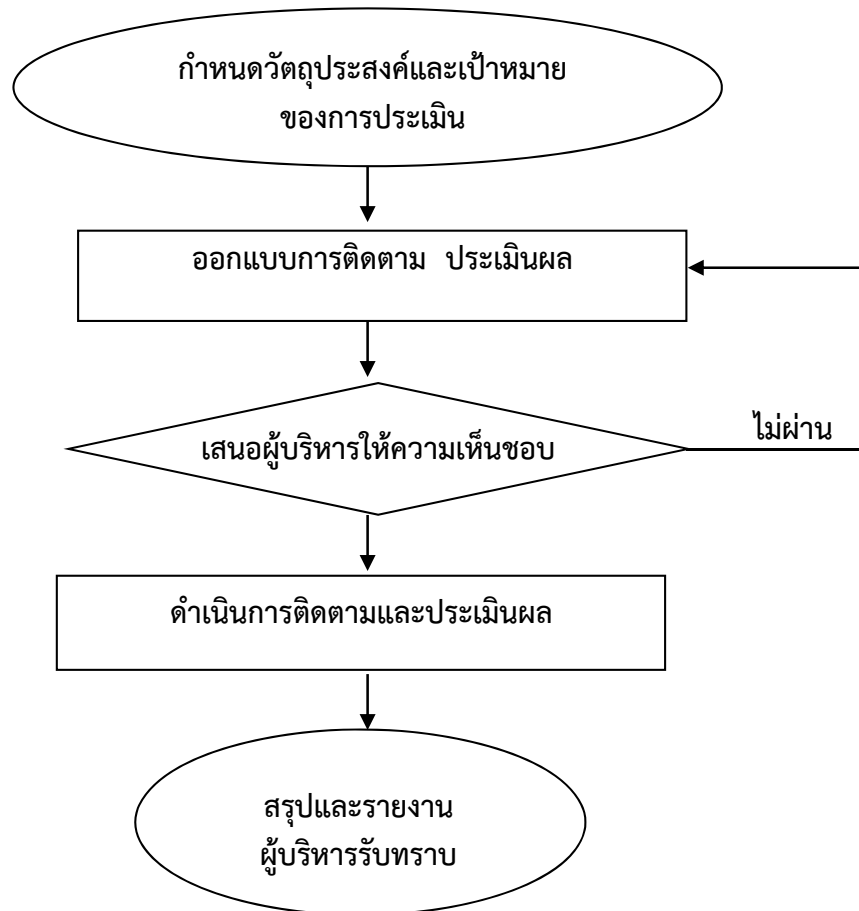 กำหนดวัตถุประสงค์และเป้าหมาย
ของการประเมิน
ออกแบบการติดตาม ประเมินผล
เสนอผู้บริหารให้ความเห็นชอบ
ไม่ผ่าน
ดำเนินการติดตามและประเมินผล
สรุปและรายงาน
ผู้บริหารรับทราบ